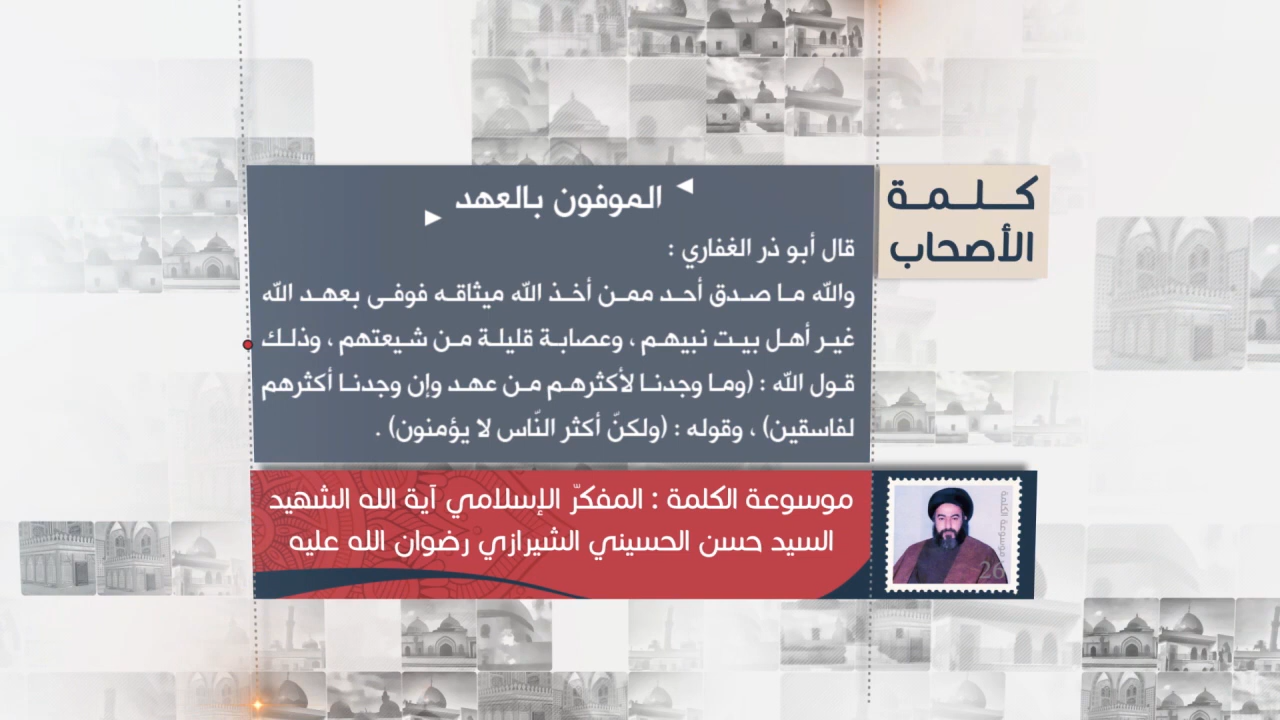 كلمة
الأصحاب
الموفون بالعهد
قال أبو ذر الغفاري :
والله ما صدق أحد ممن أخذ الله ميثاقه فوفى بعهد الله
غير أهل بيت نبيهم ، وعصابة قليلة من شيعتهم ، وذلك
قول الله : (وما وجدنا لأكثرهم من عهد وإن وجدنا أكثرهم
لفاسقين) ، وقوله : (ولكنّ أكثر النّاس لا يؤمنون) .
موسوعة الكلمة : المفكرّ الإسلامي آية الله الشهيد
السيد حسن الحسيني الشيرازي رضوان الله عليه
موسوعة الكلمة
26